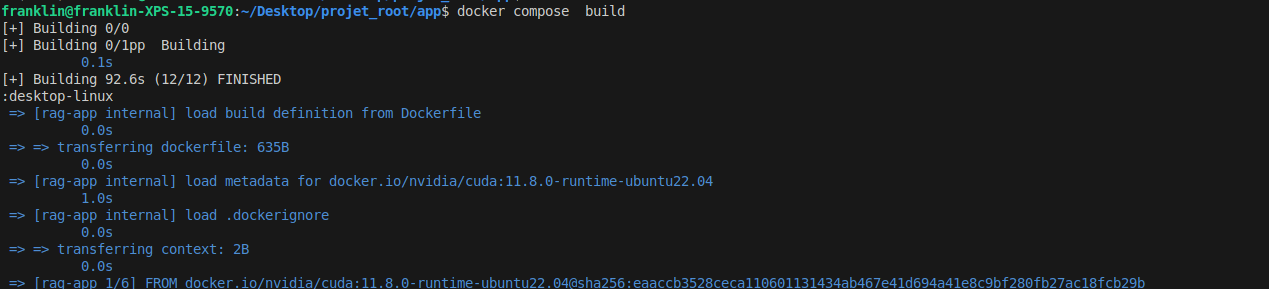 franklin@franklin-XPS-15-9570:~/Desktop/projet_root/app$ docker compose  build
[+] Building 0/0
[+] Building 0/1pp  Building
          0.1s
[+] Building 92.6s (12/12) FINISHED
:desktop-linux
 => [rag-app internal] load build definition from Dockerfile
          0.0s
 => => transferring dockerfile: 635B
          0.0s
 => [rag-app internal] load metadata for docker.io/nvidia/cuda:11.8.0-runtime-ubuntu22.04
          1.0s
 => [rag-app internal] load .dockerignore
          0.0s
 => => transferring context: 2B
          0.0s
 => [rag-app 1/6] FROM docker.io/nvidia/cuda:11.8.0-runtime-ubuntu22.04@sha256:eaaccb3528ceca110601131434ab467e41d694a41e8c9bf280fb27ac18fcb29b